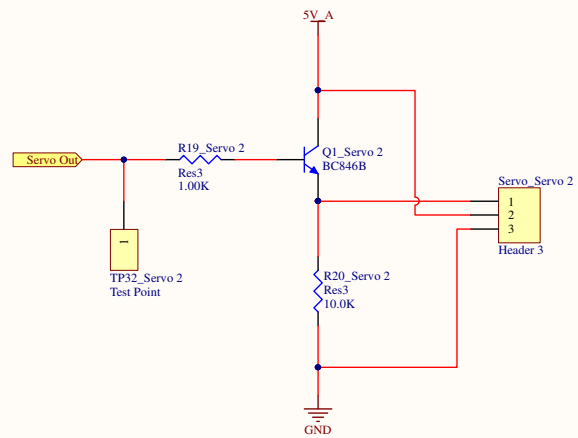 5V_A
R19_Servo 2
Res3
1.00K
Servo Out
Q1_Servo 2
BC846B
Servo_Servo 2
1
2
3
Header 3
1
TP32_Servo 2
Test Point
R20_Servo 2
Res3
10.0K
GND